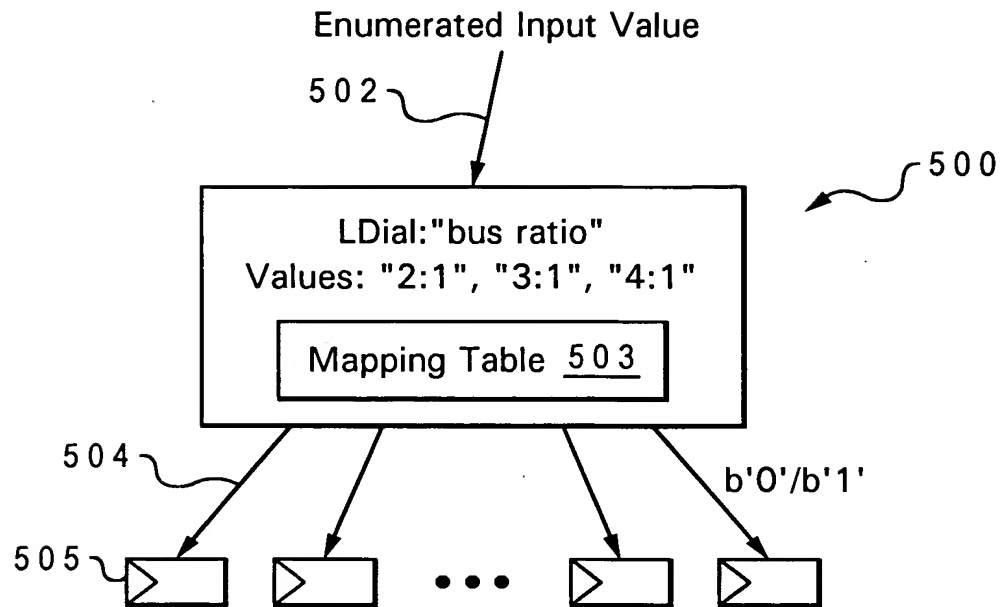 Enumerated Input Value
502
500
LDial:"bus ratio"
Values: "2:1", "3:1", "4:1"
Mapping Table 503
504
b'0'/b'1'
505